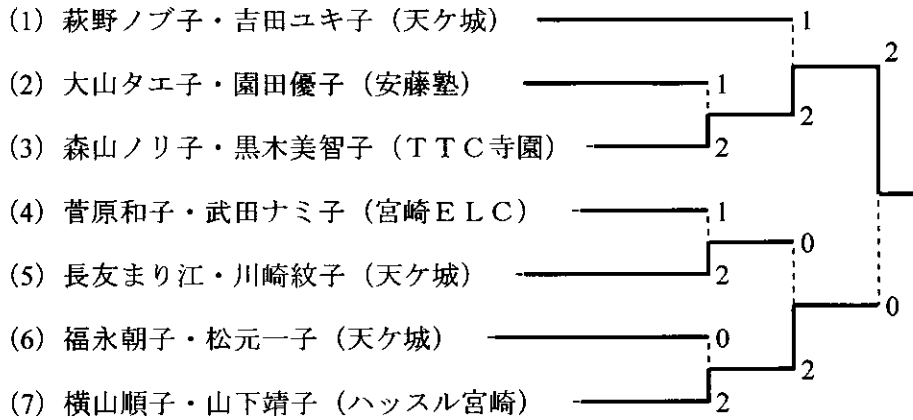 (1) 萩野ノブ子・吉田ユキ子（天ケ城） 1
2
(2) 大山タエ子・園田優子（安藤塾） 1
2
(3) 森山ノリ子・黒木美智子（ＴＴＣ寺園） 2
(4) 菅原和子・武田ナミ子（宮崎ＥＬＣ） 1
0
(5) 長友まり江・川崎紋子（天ケ城） 2
0
(6) 福永朝子・松元一子（天ケ城） 0
2
(7) 横山順子・山下靖子（ハッスル宮崎） 2